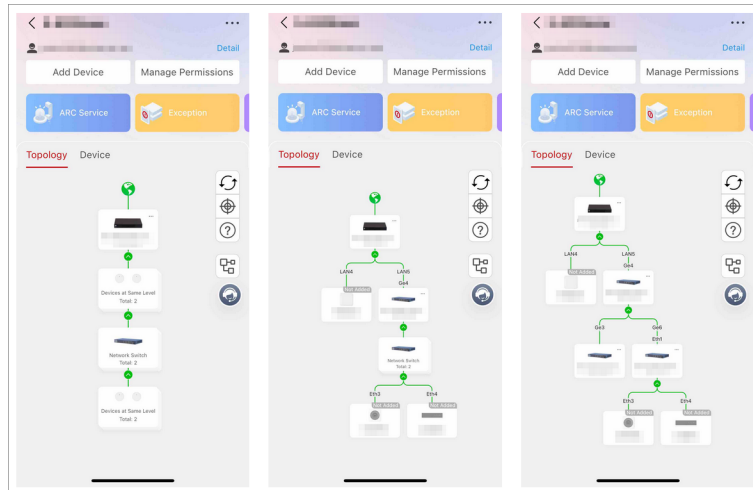 Detail
Add Device Manage Permissions
ARC Service Exception
Topology Device
Devices at Same Level
Total: 2
Network Switch
Total: 2
Devices at Same Level
Total: 2
Detail
Add Device Manage Permissions
ARC Service Exception
Topology Device
LAN4 LAN5
Ge4
Not Added
Network Switch
Total: 2
Eth3 Eth4
Not Added Not Added
Detail
Add Device Manage Permissions
ARC Service Exception
Topology Device
LAN4 LAN5
Ge4
Not Added
Ge3 Ge6
Eth1
Eth3 Eth4
Not Added Not Added